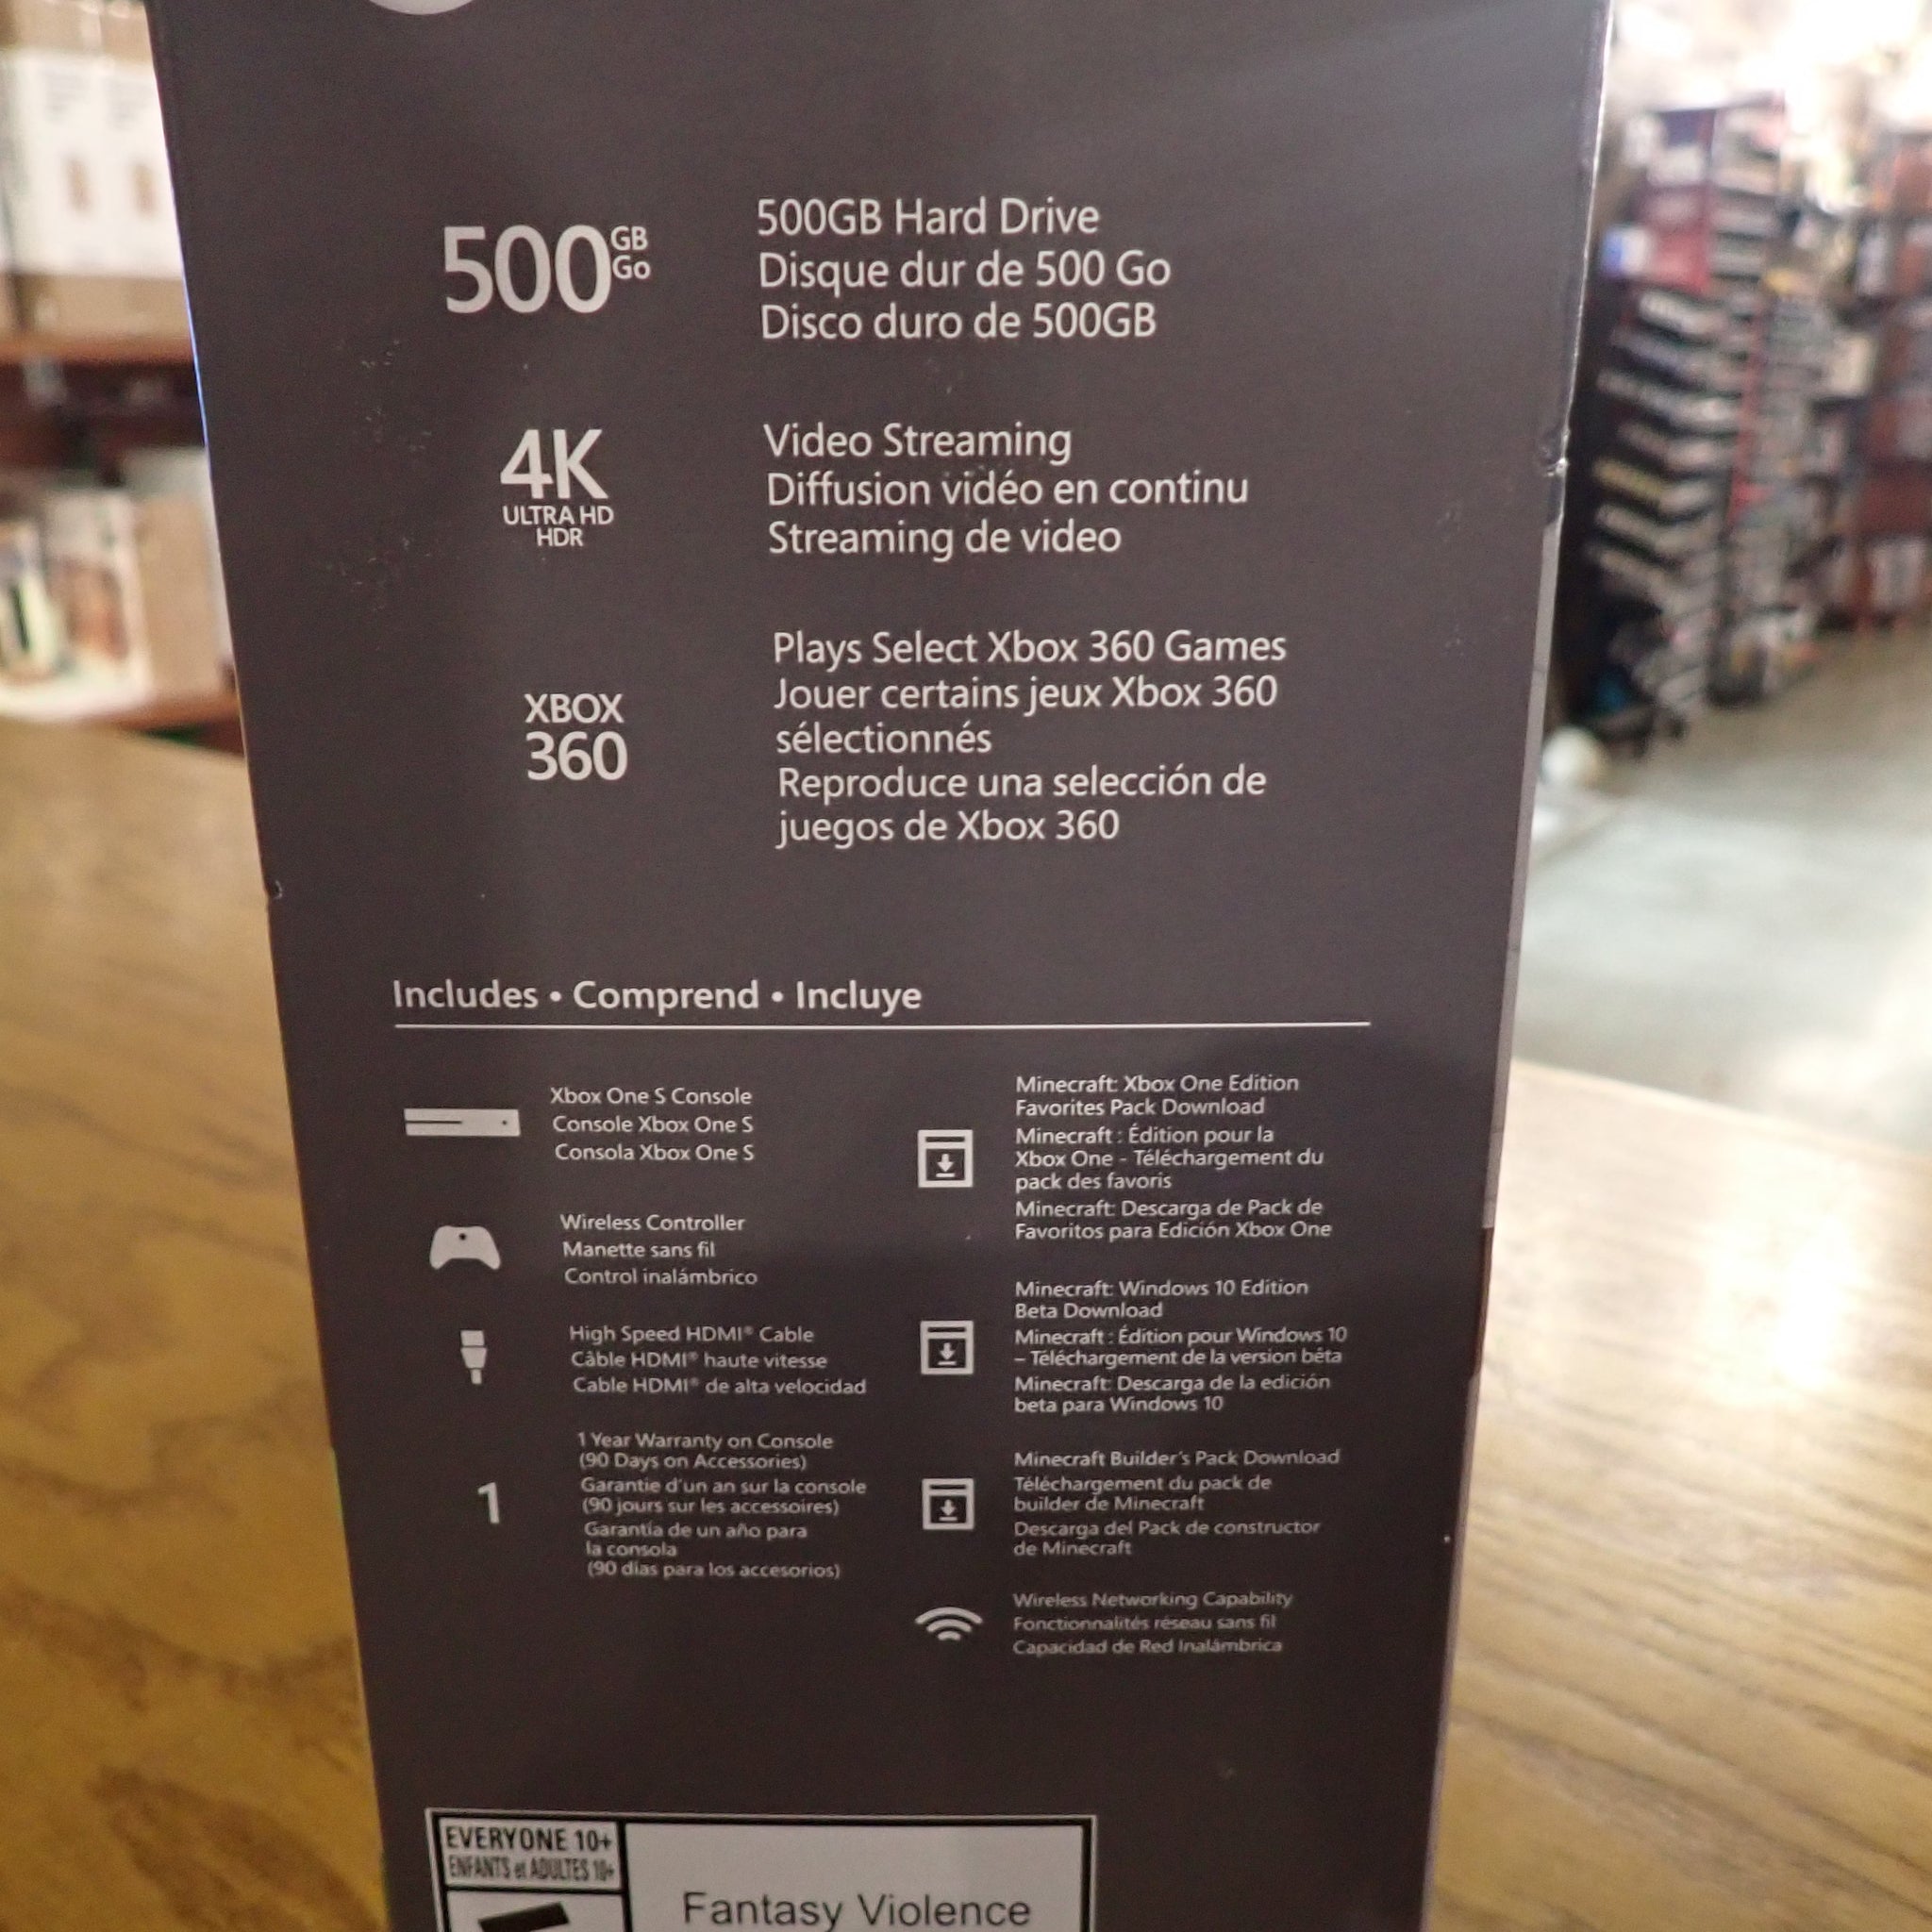 500 GB Go
500GB Hard Drive
Disque dur de 500 Go
Disco duro de 500GB
4K
ULTRA HD
HDR
Video Streaming
Diffusion vidéo en continu
Streaming de video
XBOX
360
Plays Select Xbox 360 Games
Jouer certains jeux Xbox 360
sélectionnés
Reproduce una selección de
juegos de Xbox 360
Includes • Comprend • Incluye
Xbox One S Console
Console Xbox One S
Consola Xbox One S
Wireless Controller
Manette sans fil
Control inalámbrico
High Speed HDMI® Cable
Câble HDMI® haute vitesse
Cable HDMI® de alta velocidad
1
1 Year Warranty on Console
(90 Days on Accessories)
Garantie d'un an sur la console
(90 jours sur les accessoires)
Garantía de un año para
la consola
(90 días para los accesorios)
Minecraft: Xbox One Edition
Favorites Pack Download
Minecraft : Édition pour la
Xbox One - Téléchargement du
pack des favoris
Minecraft: Descarga de Pack de
Favoritos para Edición Xbox One
Minecraft: Windows 10 Edition
Beta Download
Minecraft : Édition pour Windows 10
– Téléchargement de la version bêta
Minecraft: Descarga de la edición
beta para Windows 10
Minecraft Builder's Pack Download
Téléchargement du pack de
builder de Minecraft
Descarga del Pack de constructor
de Minecraft
Wireless Networking Capability
Fonctionnalités réseau sans fil
Capacidad de Red Inalámbrica
EVERYONE 10+
ENFANTS et ADULTES 10+
Fantasy Violence